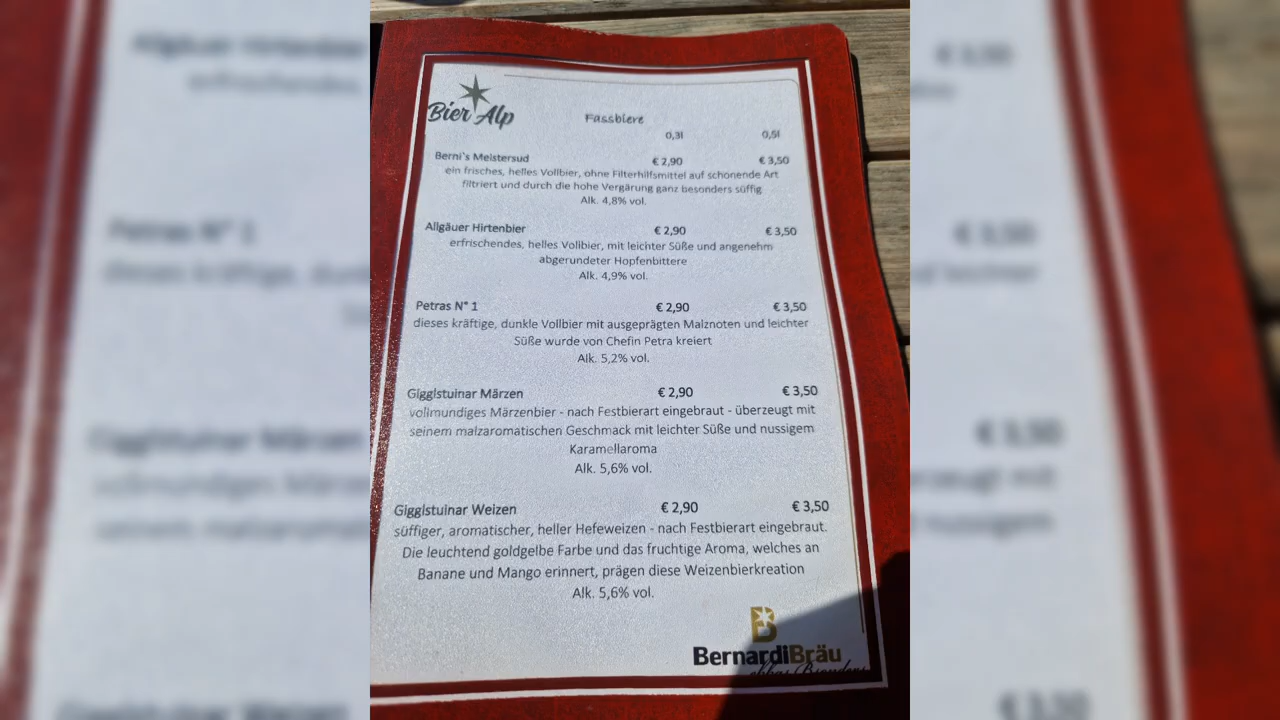 Bier Alp
Fassbiere
0,3l 0,5l
Berni's Meistersud € 2,90 € 3,50
ein frisches, helles Vollbier, ohne Filterhilfsmittel auf schonende Art
filtriert und durch die hohe Vergärung ganz besonders süffig
Alk. 4,8% vol.
Allgäuer Hirtenbier € 2,90 € 3,50
erfrischendes, helles Vollbier, mit leichter Süße und angenehm
abgerundeter Hopfenbittere
Alk. 4,9% vol.
Petras N° 1 € 2,90 € 3,50
dieses kräftige, dunkle Vollbier mit ausgeprägten Malznoten und leichter
Süße wurde von Chefin Petra kreiert
Alk. 5,2% vol.
Gigglstuinar Märzen € 2,90 € 3,50
vollmundiges Märzenbier - nach Festbierart eingebraut - überzeugt mit
seinem malzaromatischen Geschmack mit leichter Süße und nussigem
Karamellaroma
Alk. 5,6% vol.
Gigglstuinar Weizen € 2,90 € 3,50
süffiger, aromatischer, heller Hefeweizen - nach Festbierart eingebraut.
Die leuchtend goldgelbe Farbe und das fruchtige Aroma, welches an
Banane und Mango erinnert, prägen diese Weizenbierkreation
Alk. 5,6% vol.
B
BernardiBräu